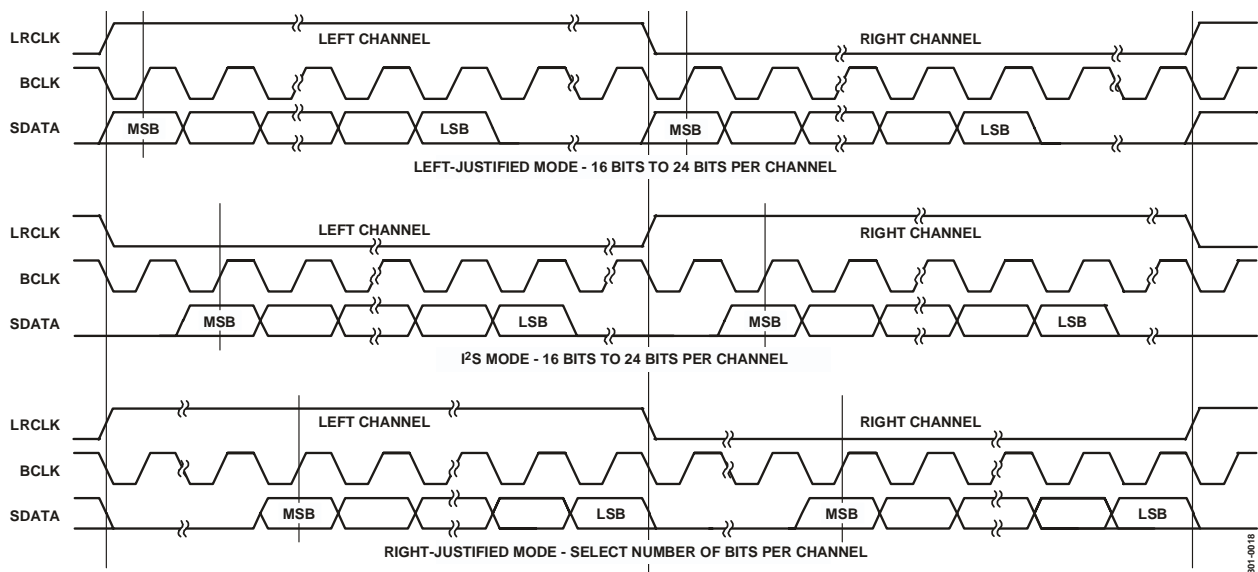 LRCLK LEFT CHANNEL RIGHT CHANNEL
BCLK
SDATA MSB LSB MSB LSB
LEFT-JUSTIFIED MODE - 16 BITS TO 24 BITS PER CHANNEL
LRCLK LEFT CHANNEL RIGHT CHANNEL
BCLK
SDATA MSB LSB MSB LSB
I²S MODE - 16 BITS TO 24 BITS PER CHANNEL
LRCLK LEFT CHANNEL RIGHT CHANNEL
BCLK
SDATA MSB LSB MSB LSB
RIGHT-JUSTIFIED MODE - SELECT NUMBER OF BITS PER CHANNEL